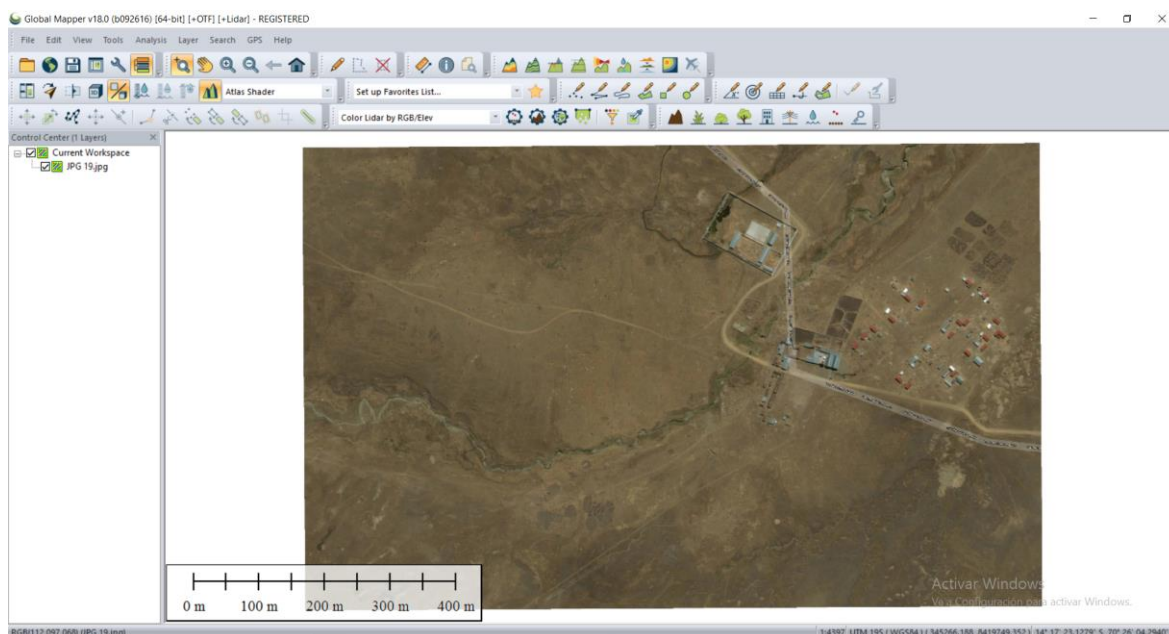 Global Mapper v18.0 (b092616) [64-bit] [+OTF] [+Lidar] - REGISTERED
File Edit View Tools Analysis Layer Search GPS Help
Atlas Shader
Set up Favorites List...
Color Lidar by RGB/Elev
Control Center (1 Layers)
Current Workspace
JPG 19.jpg
0 m 100 m 200 m 300 m 400 m
Activar Windows
Ve a Configuración para activar Windows.